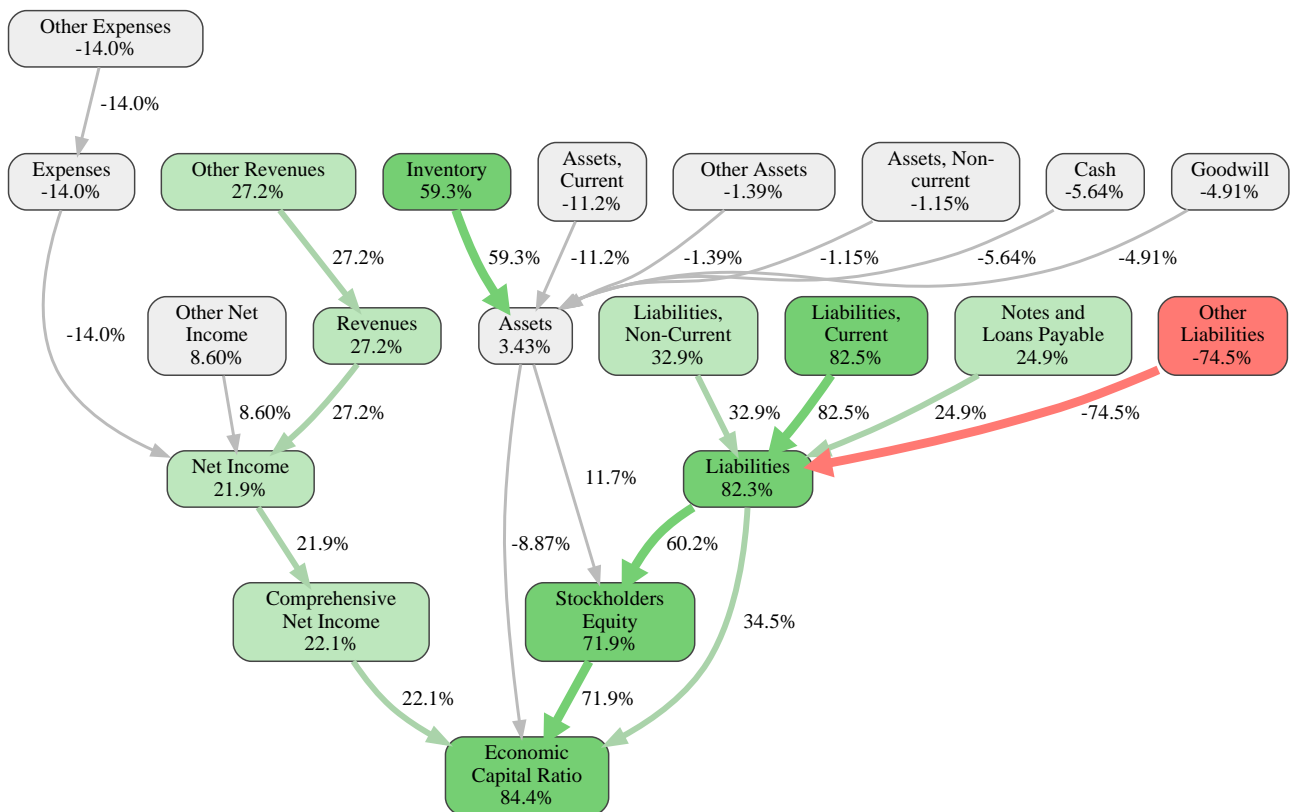 Other Expenses
-14.0%
-14.0%
Expenses
-14.0%
Other Revenues
27.2%
Inventory
59.3%
Assets,
Current
-11.2%
Other Assets
-1.39%
Assets, Non-
current
-1.15%
Cash
-5.64%
Goodwill
-4.91%
27.2%
59.3%
-11.2%
-1.39%
-1.15%
-5.64%
-4.91%
-14.0%
Other Net
Income
8.60%
Revenues
27.2%
Assets
3.43%
Liabilities,
Non-Current
32.9%
Liabilities,
Current
82.5%
Notes and
Loans Payable
24.9%
Other
Liabilities
-74.5%
8.60%
27.2%
32.9%
82.5%
24.9%
-74.5%
Net Income
21.9%
11.7%
Liabilities
82.3%
21.9%
-8.87%
60.2%
Comprehensive
Net Income
22.1%
Stockholders
Equity
71.9%
34.5%
22.1%
71.9%
Economic
Capital Ratio
84.4%